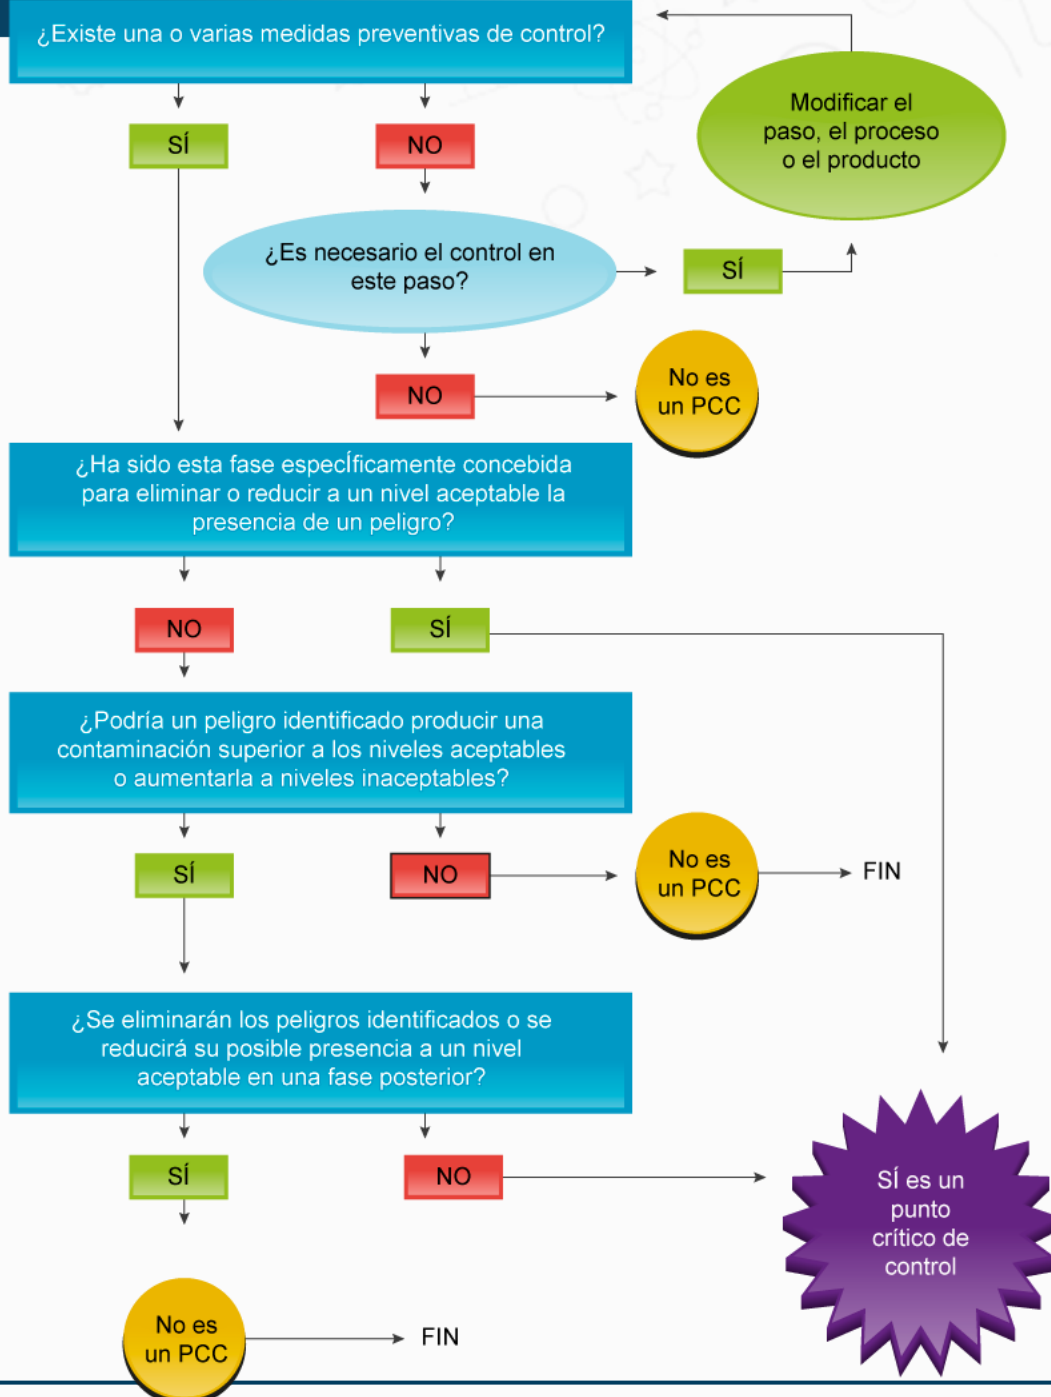 ¿Existe una o varias medidas preventivas de control?
SÍ
NO
Modificar el
paso, el proceso
o el producto
¿Es necesario el control en
este paso?
SÍ
NO
No es
un PCC
¿Ha sido esta fase específicamente concebida
para eliminar o reducir a un nivel aceptable la
presencia de un peligro?
NO
SÍ
¿Podría un peligro identificado producir una
contaminación superior a los niveles aceptables
o aumentarla a niveles inaceptables?
SÍ
NO
No es
un PCC
FIN
¿Se eliminarán los peligros identificados o se
reducirá su posible presencia a un nivel
aceptable en una fase posterior?
SÍ
NO
SÍ es un
punto
crítico de
control
No es
un PCC
FIN